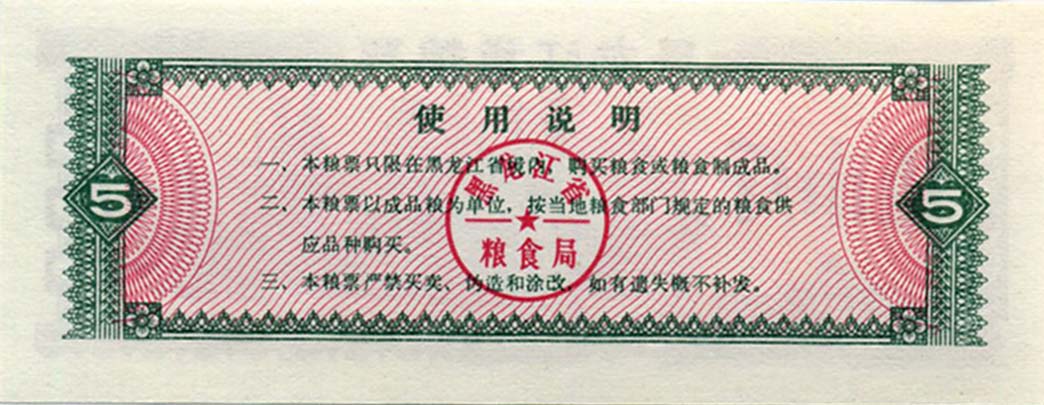 使用说明
一、本粮票只限在黑龙江省境内,购买粮食或粮食制成品。
二、本粮票以成品粮为单位,按当地粮食部门规定的粮食供
应品种购买。
三、本粮票严禁买卖、伪造和涂改,如有遗失概不补发。
5
5
黑龙江省
粮食局